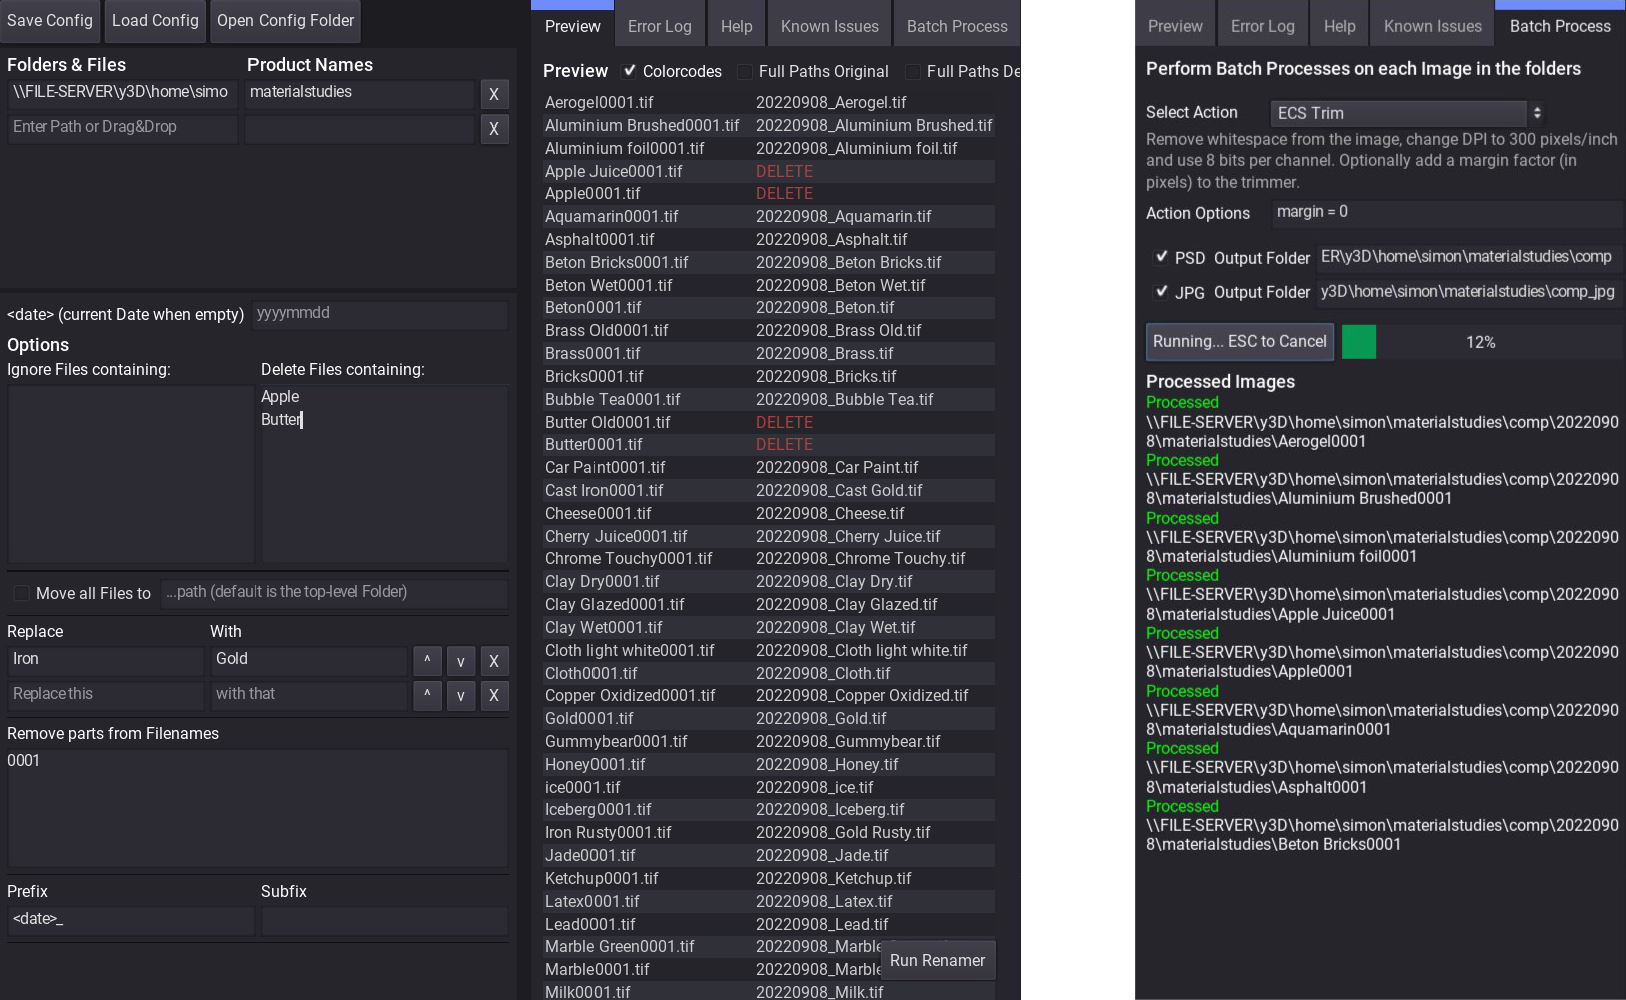 Save Config
Load Config
Open Config Folder
Folders & Files
Product Names
\\FILE-SERVER\y3D\home\simo
materialstudies
X
Enter Path or Drag&Drop
X
<date> (current Date when empty)
yyyymmdd
Options
Ignore Files containing:
Delete Files containing:
Apple
Butter
Move all Files to
...path (default is the top-level Folder)
Replace
With
Iron
Gold
^
v
X
Replace this
with that
^
v
X
Remove parts from Filenames
0001
Prefix
Subfix
<date>_
Preview
Error Log
Help
Known Issues
Batch Process
Preview
Colorcodes
Full Paths Original
Full Paths De
Aerogel0001.tif 20220908_Aerogel.tif
Aluminium Brushed0001.tif 20220908_Aluminium Brushed.tif
Aluminium foil0001.tif 20220908_Aluminium foil.tif
Apple Juice0001.tif DELETE
Apple0001.tif DELETE
Aquamarin0001.tif 20220908_Aquamarin.tif
Asphalt0001.tif 20220908_Asphalt.tif
Beton Bricks0001.tif 20220908_Beton Bricks.tif
Beton Wet0001.tif 20220908_Beton Wet.tif
Beton0001.tif 20220908_Beton.tif
Brass Old0001.tif 20220908_Brass Old.tif
Brass0001.tif 20220908_Brass.tif
Bricks0001.tif 20220908_Bricks.tif
Bubble Tea0001.tif 20220908_Bubble Tea.tif
Butter Old0001.tif DELETE
Butter0001.tif DELETE
Car Paint0001.tif 20220908_Car Paint.tif
Cast Iron0001.tif 20220908_Cast Gold.tif
Cheese0001.tif 20220908_Cheese.tif
Cherry Juice0001.tif 20220908_Cherry Juice.tif
Chrome Touchy0001.tif 20220908_Chrome Touchy.tif
Clay Dry0001.tif 20220908_Clay Dry.tif
Clay Glazed0001.tif 20220908_Clay Glazed.tif
Clay Wet0001.tif 20220908_Clay Wet.tif
Cloth light white0001.tif 20220908_Cloth light white.tif
Cloth0001.tif 20220908_Cloth.tif
Copper Oxidized0001.tif 20220908_Copper Oxidized.tif
Gold0001.tif 20220908_Gold.tif
Gummybear0001.tif 20220908_Gummybear.tif
Honey0001.tif 20220908_Honey.tif
ice0001.tif 20220908_ice.tif
Iceberg0001.tif 20220908_Iceberg.tif
Iron Rusty0001.tif 20220908_Gold Rusty.tif
Jade0001.tif 20220908_Jade.tif
Ketchup0001.tif 20220908_Ketchup.tif
Latex0001.tif 20220908_Latex.tif
Lead0001.tif 20220908_Lead.tif
Marble Green0001.tif 20220908_Marble
Marble0001.tif 20220908_Marble
Milk0001.tif 20220908_Milk.tif
Run Renamer
Preview
Error Log
Help
Known Issues
Batch Process
Perform Batch Processes on each Image in the folders
Select Action
ECS Trim
Remove whitespace from the image, change DPI to 300 pixels/inch
and use 8 bits per channel. Optionally add a margin factor (in
pixels) to the trimmer.
Action Options
margin = 0
PSD Output Folder ER\y3D\home\simon\materialstudies\comp
JPG Output Folder y3D\home\simon\materialstudies\comp_jpg
Running... ESC to Cancel
12%
Processed Images
Processed
\\FILE-SERVER\y3D\home\simon\materialstudies\comp\2022090
8\materialstudies\Aerogel0001
Processed
\\FILE-SERVER\y3D\home\simon\materialstudies\comp\2022090
8\materialstudies\Aluminium Brushed0001
Processed
\\FILE-SERVER\y3D\home\simon\materialstudies\comp\2022090
8\materialstudies\Aluminium foil0001
Processed
\\FILE-SERVER\y3D\home\simon\materialstudies\comp\2022090
8\materialstudies\Apple Juice0001
Processed
\\FILE-SERVER\y3D\home\simon\materialstudies\comp\2022090
8\materialstudies\Apple0001
Processed
\\FILE-SERVER\y3D\home\simon\materialstudies\comp\2022090
8\materialstudies\Aquamarin0001
Processed
\\FILE-SERVER\y3D\home\simon\materialstudies\comp\2022090
8\materialstudies\Asphalt0001
Processed
\\FILE-SERVER\y3D\home\simon\materialstudies\comp\2022090
8\materialstudies\Beton Bricks0001